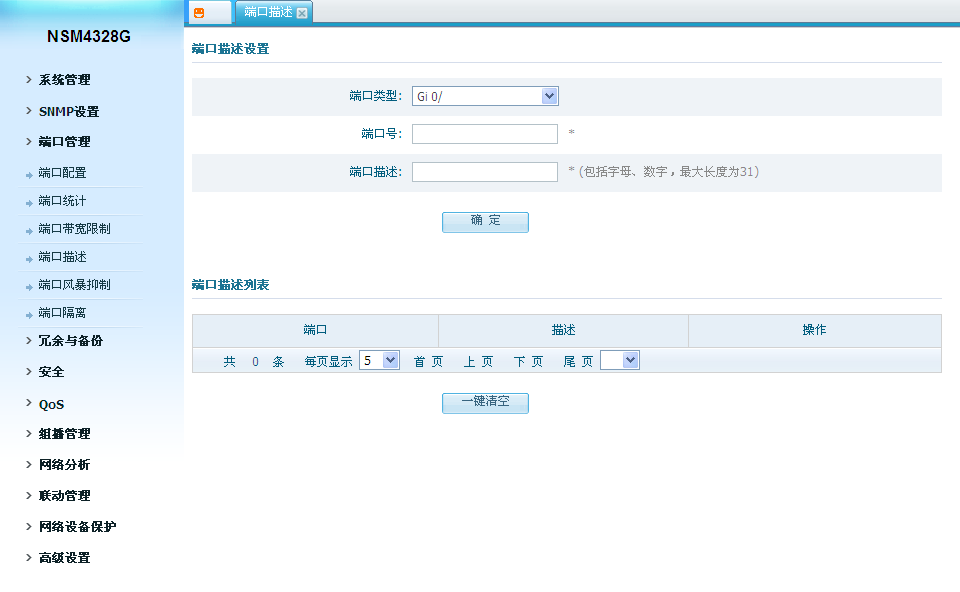 端口描述
NSM4328G
系统管理
SNMP设置
端口管理
端口配置
端口统计
端口带宽限制
端口描述
端口风暴抑制
端口隔离
冗余与备份
安全
QoS
组播管理
网络分析
联动管理
网络设备保护
高级设置
端口描述设置
端口类型: Gi 0/
端口号: *
端口描述: * (包括字母、数字，最大长度为31)
确 定
端口描述列表
端口 描述 操作
共 0 条 每页显示 5 首 页 上 页 下 页 尾 页
一键清空